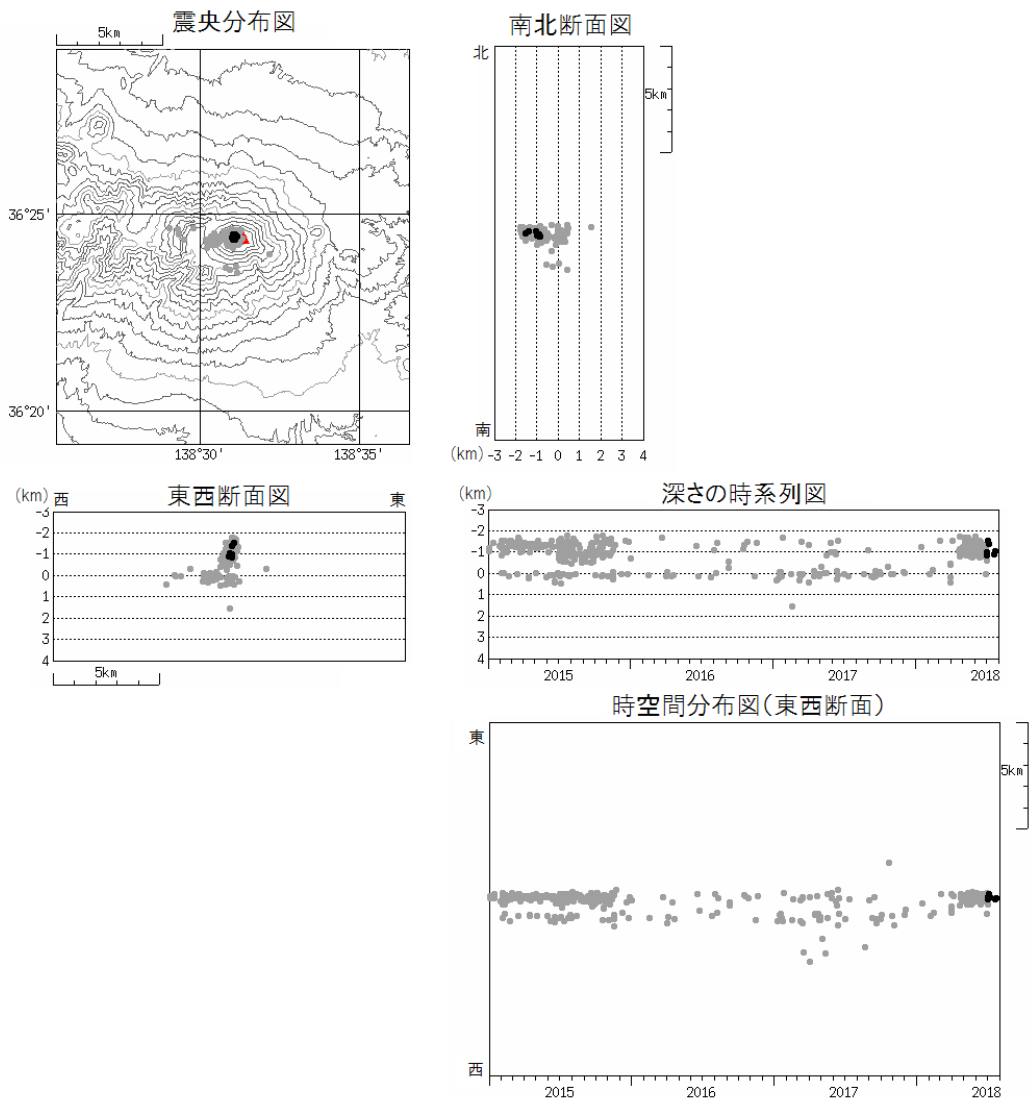 震央分布図
5km
36°25'
36°20'
138°30' 138°35'
南北断面図
北
5km
南
(km) -3 -2 -1 0 1 2 3 4
東西断面図
(km) 西 東
-3
-2
-1
0
1
2
3
4
5km
深さの時系列図
(km)
-3
-2
-1
0
1
2
3
4
2015 2016 2017 2018
時空間分布図(東西断面)
東
5km
西
2015 2016 2017 2018